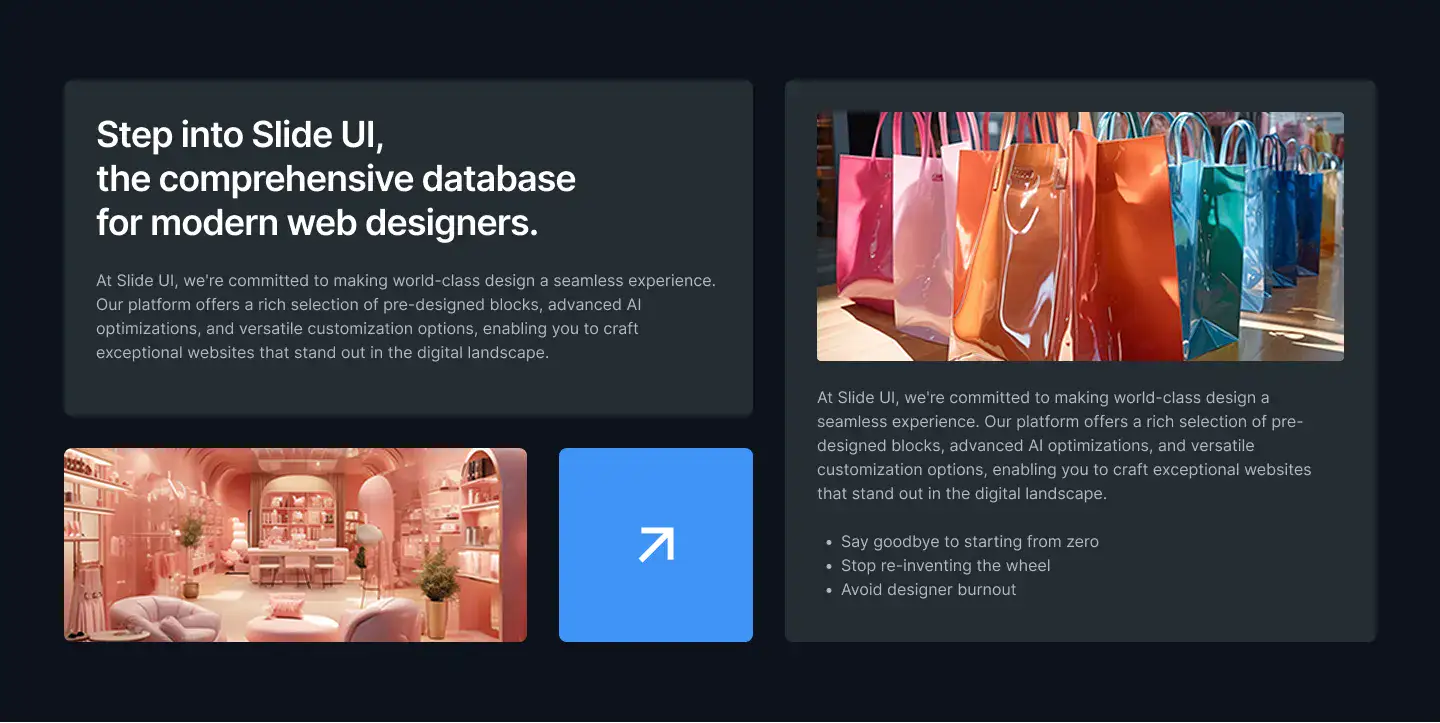 Step into Slide UI,
the comprehensive database
for modern web designers.
At Slide UI, we're committed to making world-class design a seamless experience.
Our platform offers a rich selection of pre-designed blocks, advanced AI
optimizations, and versatile customization options, enabling you to craft
exceptional websites that stand out in the digital landscape.
At Slide UI, we're committed to making world-class design a
seamless experience. Our platform offers a rich selection of pre-
designed blocks, advanced AI optimizations, and versatile
customization options, enabling you to craft exceptional websites
that stand out in the digital landscape.
• Say goodbye to starting from zero
• Stop re-inventing the wheel
• Avoid designer burnout